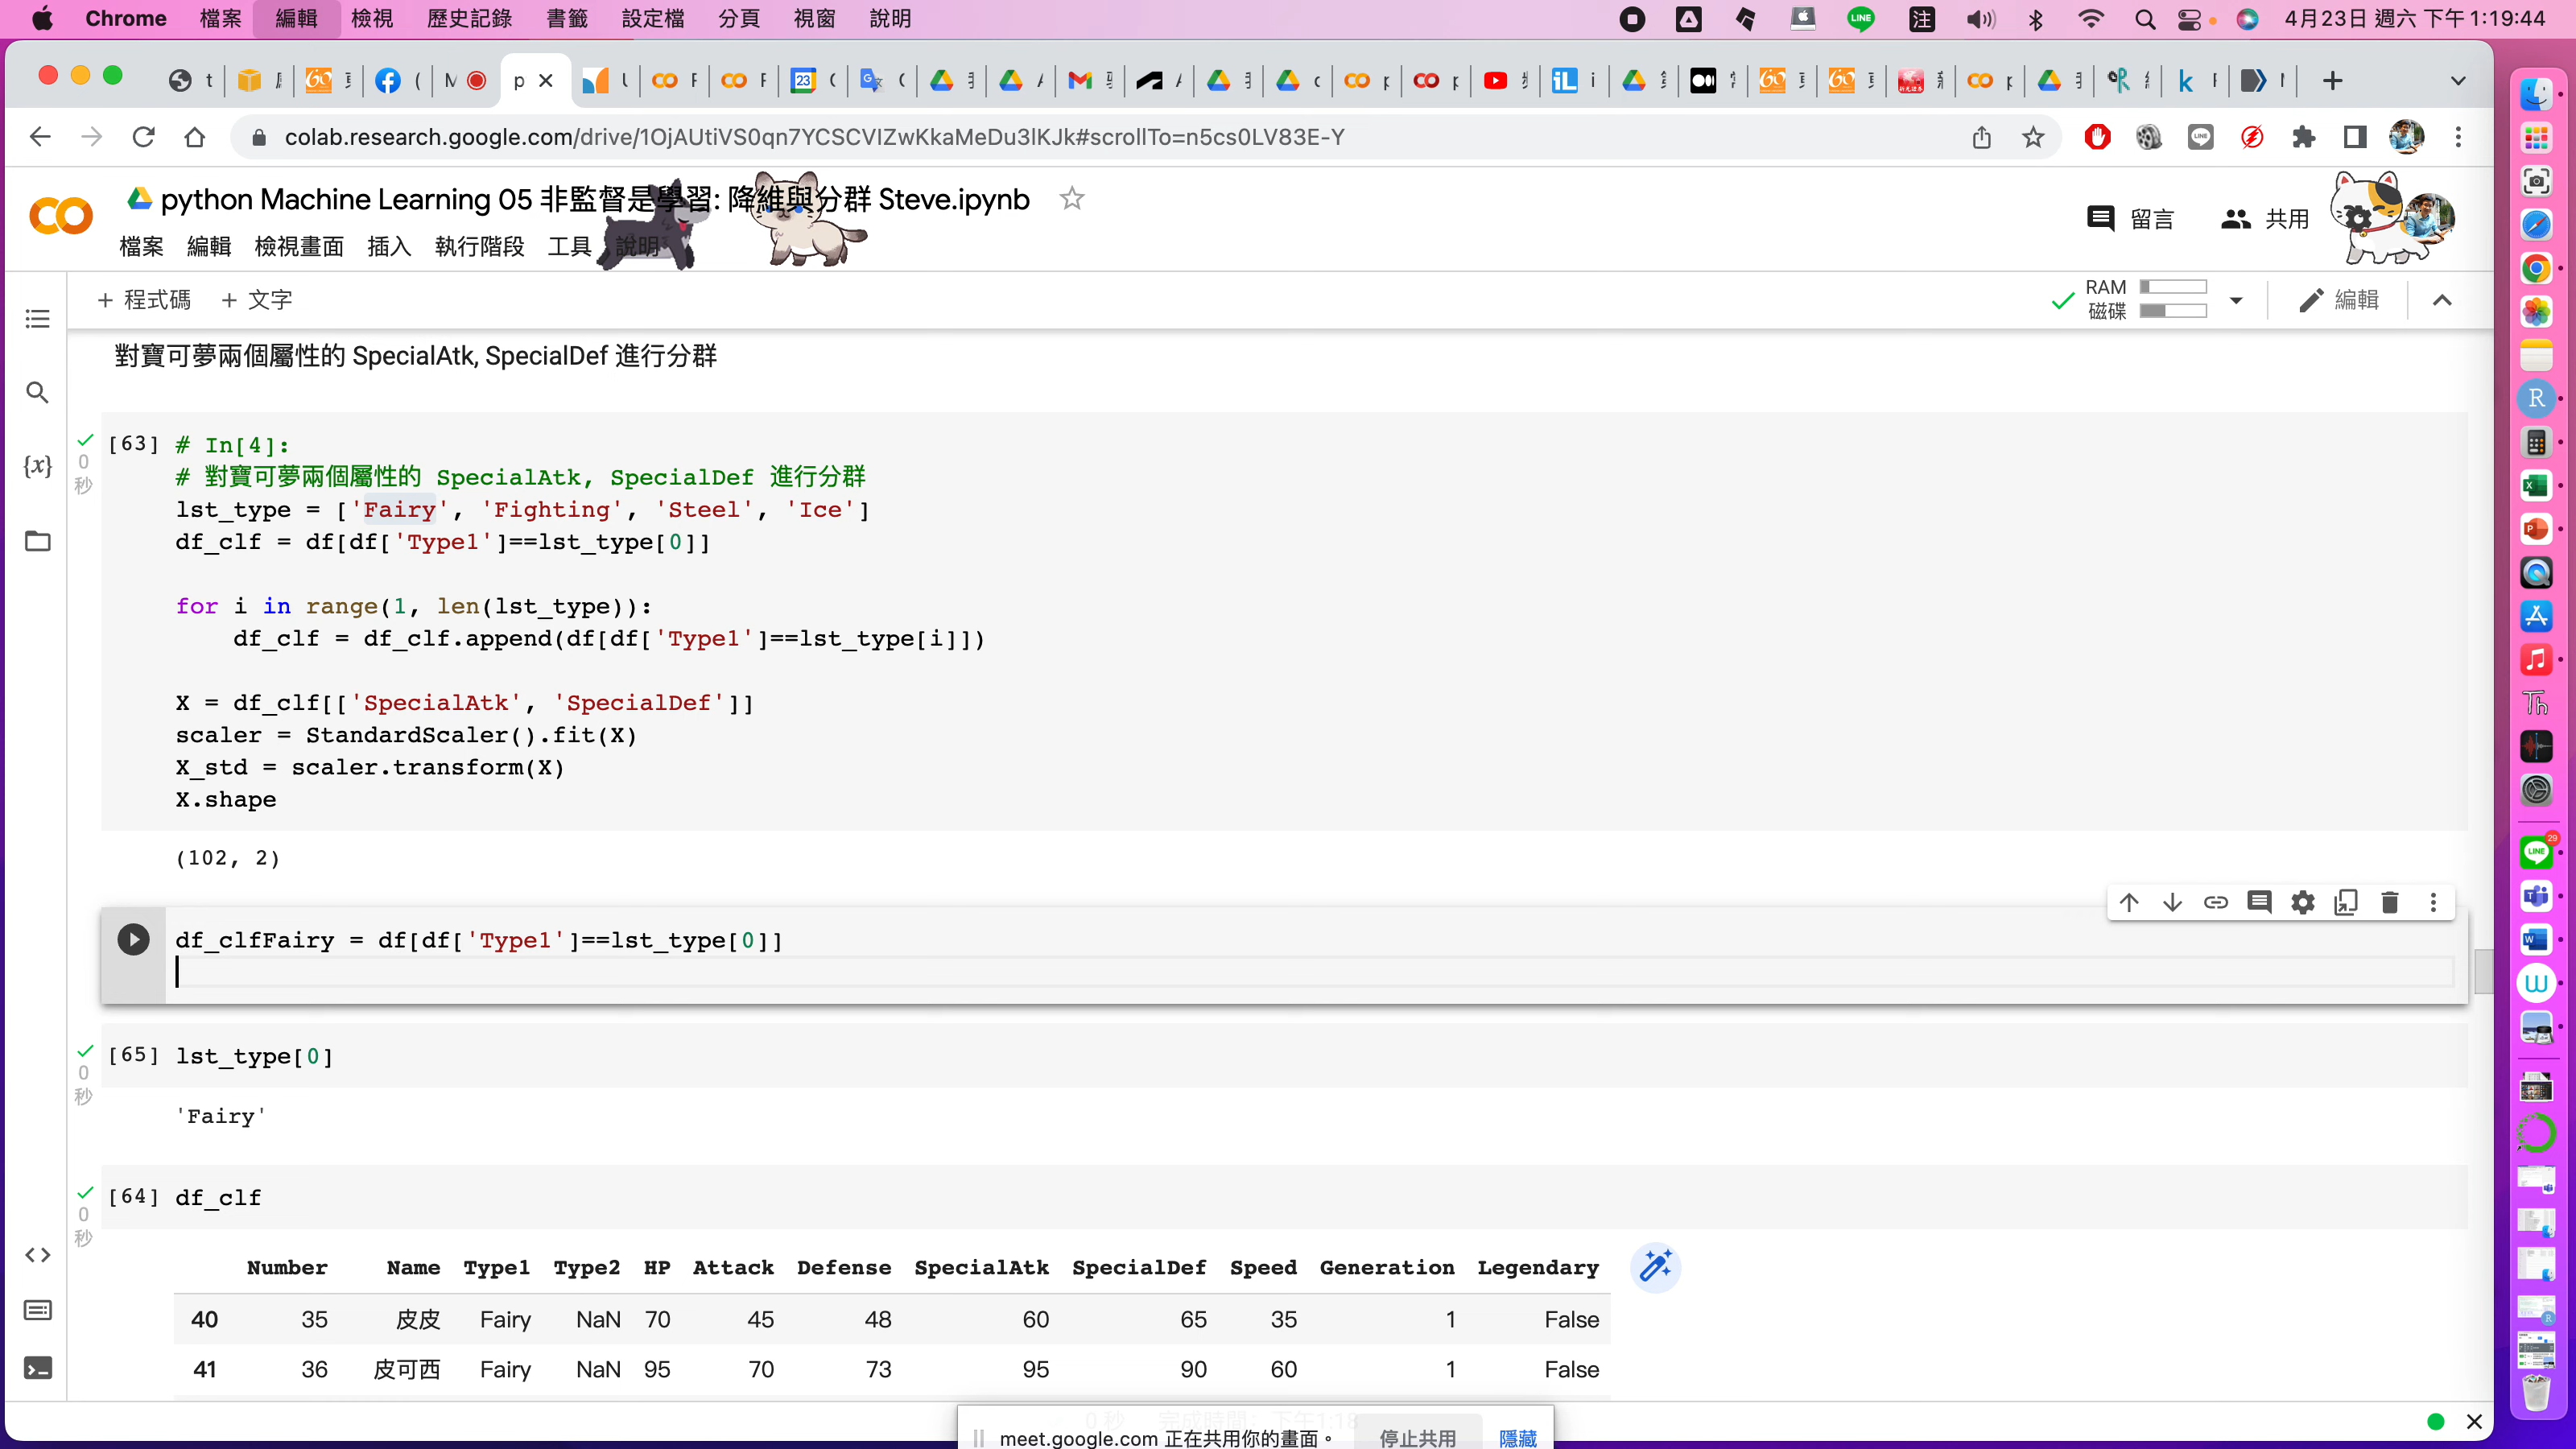 Chrome 檔案 編輯 檢視 歷史記錄 書籤 設定檔 分頁 視窗 說明 LINE 注 4月23日 週六 下午1:19:44
colab.research.google.com/drive/1OjAUtiVS0qn7YCSCVIZwKkaMeDu3lKJk#scrollTo=n5cs0LV83E-Y
python Machine Learning 05 非監督是學習: 降維與分群 Steve.ipynb
檔案 編輯 檢視畫面 插入 執行階段 工具 說明
留言 共用
+ 程式碼 + 文字
RAM
磁碟
編輯
對寶可夢兩個屬性的 SpecialAtk, SpecialDef 進行分群
[63] # In[4]:
0 秒
# 對寶可夢兩個屬性的 SpecialAtk, SpecialDef 進行分群
lst_type = ['Fairy', 'Fighting', 'Steel', 'Ice']
df_clf = df[df['Type1']==lst_type[0]]
for i in range(1, len(lst_type)):
df_clf = df_clf.append(df[df['Type1']==lst_type[i]])
X = df_clf[['SpecialAtk', 'SpecialDef']]
scaler = StandardScaler().fit(X)
X_std = scaler.transform(X)
X.shape
(102, 2)
df_clfFairy = df[df['Type1']==lst_type[0]]
[65] lst_type[0]
0 秒
'Fairy'
[64] df_clf
0 秒
Number Name Type1 Type2 HP Attack Defense SpecialAtk SpecialDef Speed Generation Legendary
40 35 皮皮 Fairy NaN 70 45 48 60 65 35 1 False
41 36 皮可西 Fairy NaN 95 70 73 95 90 60 1 False
meet.google.com 正在共用你的畫面。 停止共用 隱藏